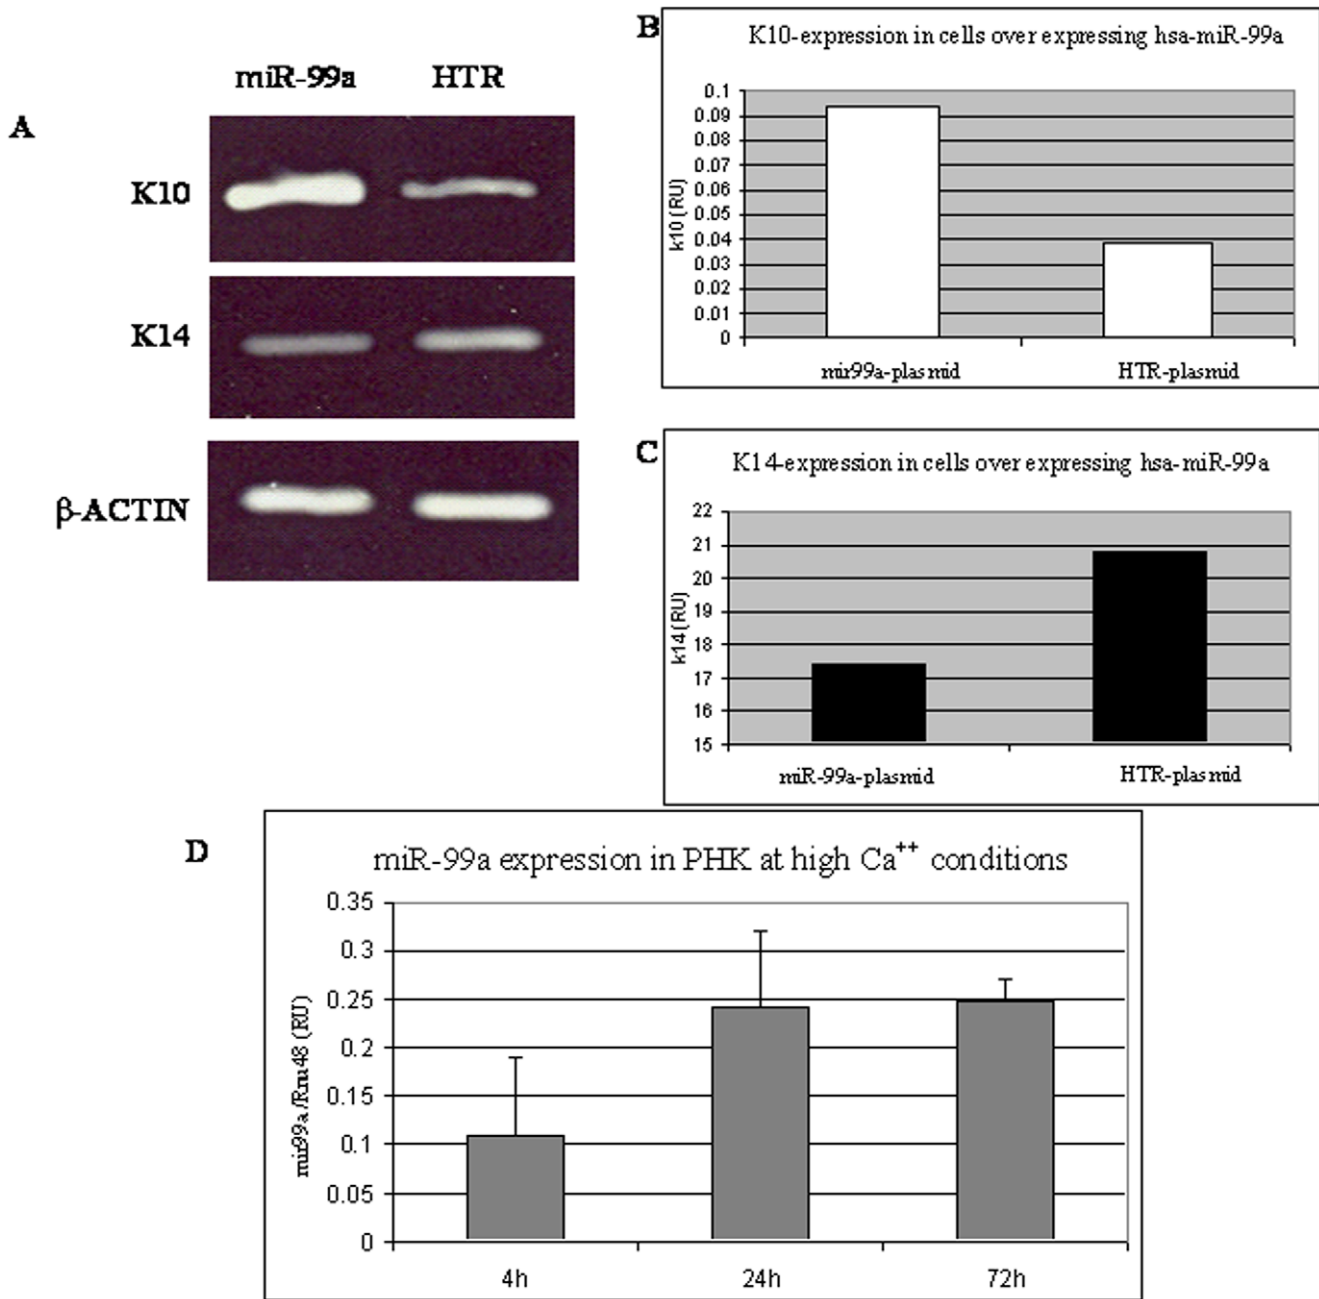 A
miR-99a HTR
K10
K14
β-ACTIN
B
K10-expression in cells over expressing hsa-miR-99a
k10 (RU)
0.1
0.09
0.08
0.07
0.06
0.05
0.04
0.03
0.02
0.01
0
mir99a-plasmid HTR-plasmid
C
K14-expression in cells over expressing hsa-miR-99a
k14 (RU)
22
21
20
19
18
17
16
15
miR-99a-plasmid HTR-plasmid
D
miR-99a expression in PHK at high Ca⁺⁺ conditions
mir99a/Rnu48 (RU)
0.35
0.3
0.25
0.2
0.15
0.1
0.05
0
4h 24h 72h